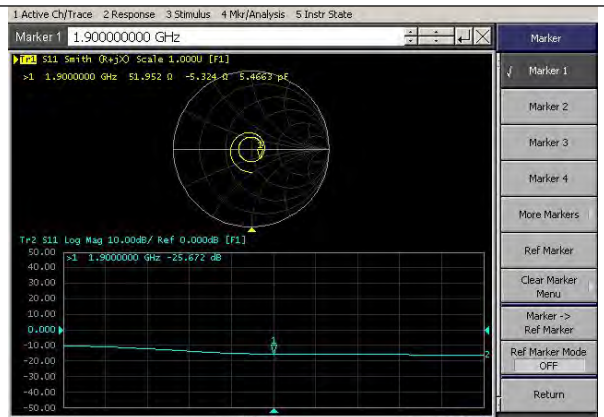 1 Active Ch/Trace 2 Response 3 Stimulus 4 Mkr/Analysis 5 Instr State
Marker 1 1.900000000 GHz
Tr1 S11 Smith (R+jX) Scale 1.000U [F1]
>1 1.9000000 GHz 51.952 Ω -5.324 Ω 5.4663 pF
1
Tr2 S11 Log Mag 10.00dB/ Ref 0.000dB [F1]
50.00
>1 1.9000000 GHz -25.672 dB
40.00
30.00
20.00
10.00
0.000
-10.00
-20.00
-30.00
-40.00
-50.00
1
2
Marker
√ Marker 1
Marker 2
Marker 3
Marker 4
More Markers
Ref Marker
Clear Marker
Menu
Marker ->
Ref Marker
Ref Marker Mode
OFF
Return